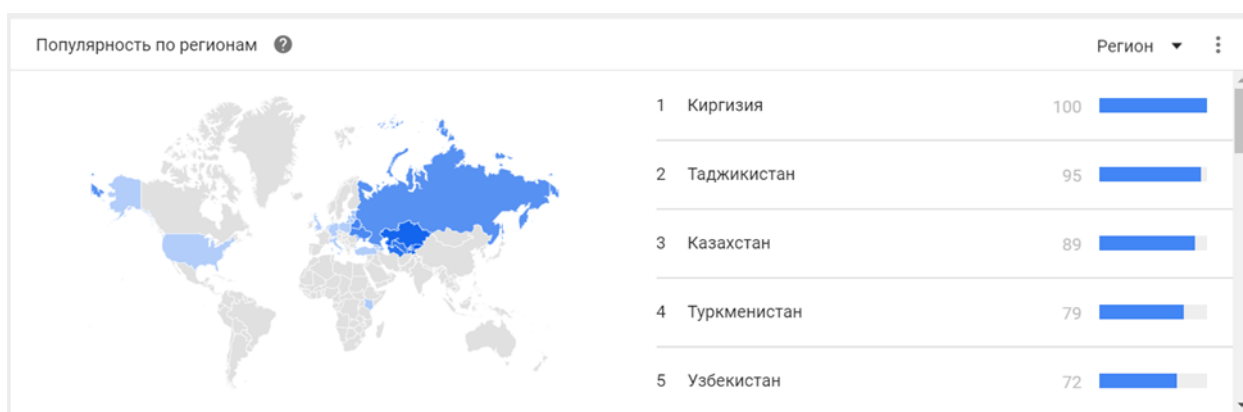 Популярность по регионам
Регион
1 Киргизия 100
2 Таджикистан 95
3 Казахстан 89
4 Туркменистан 79
5 Узбекистан 72